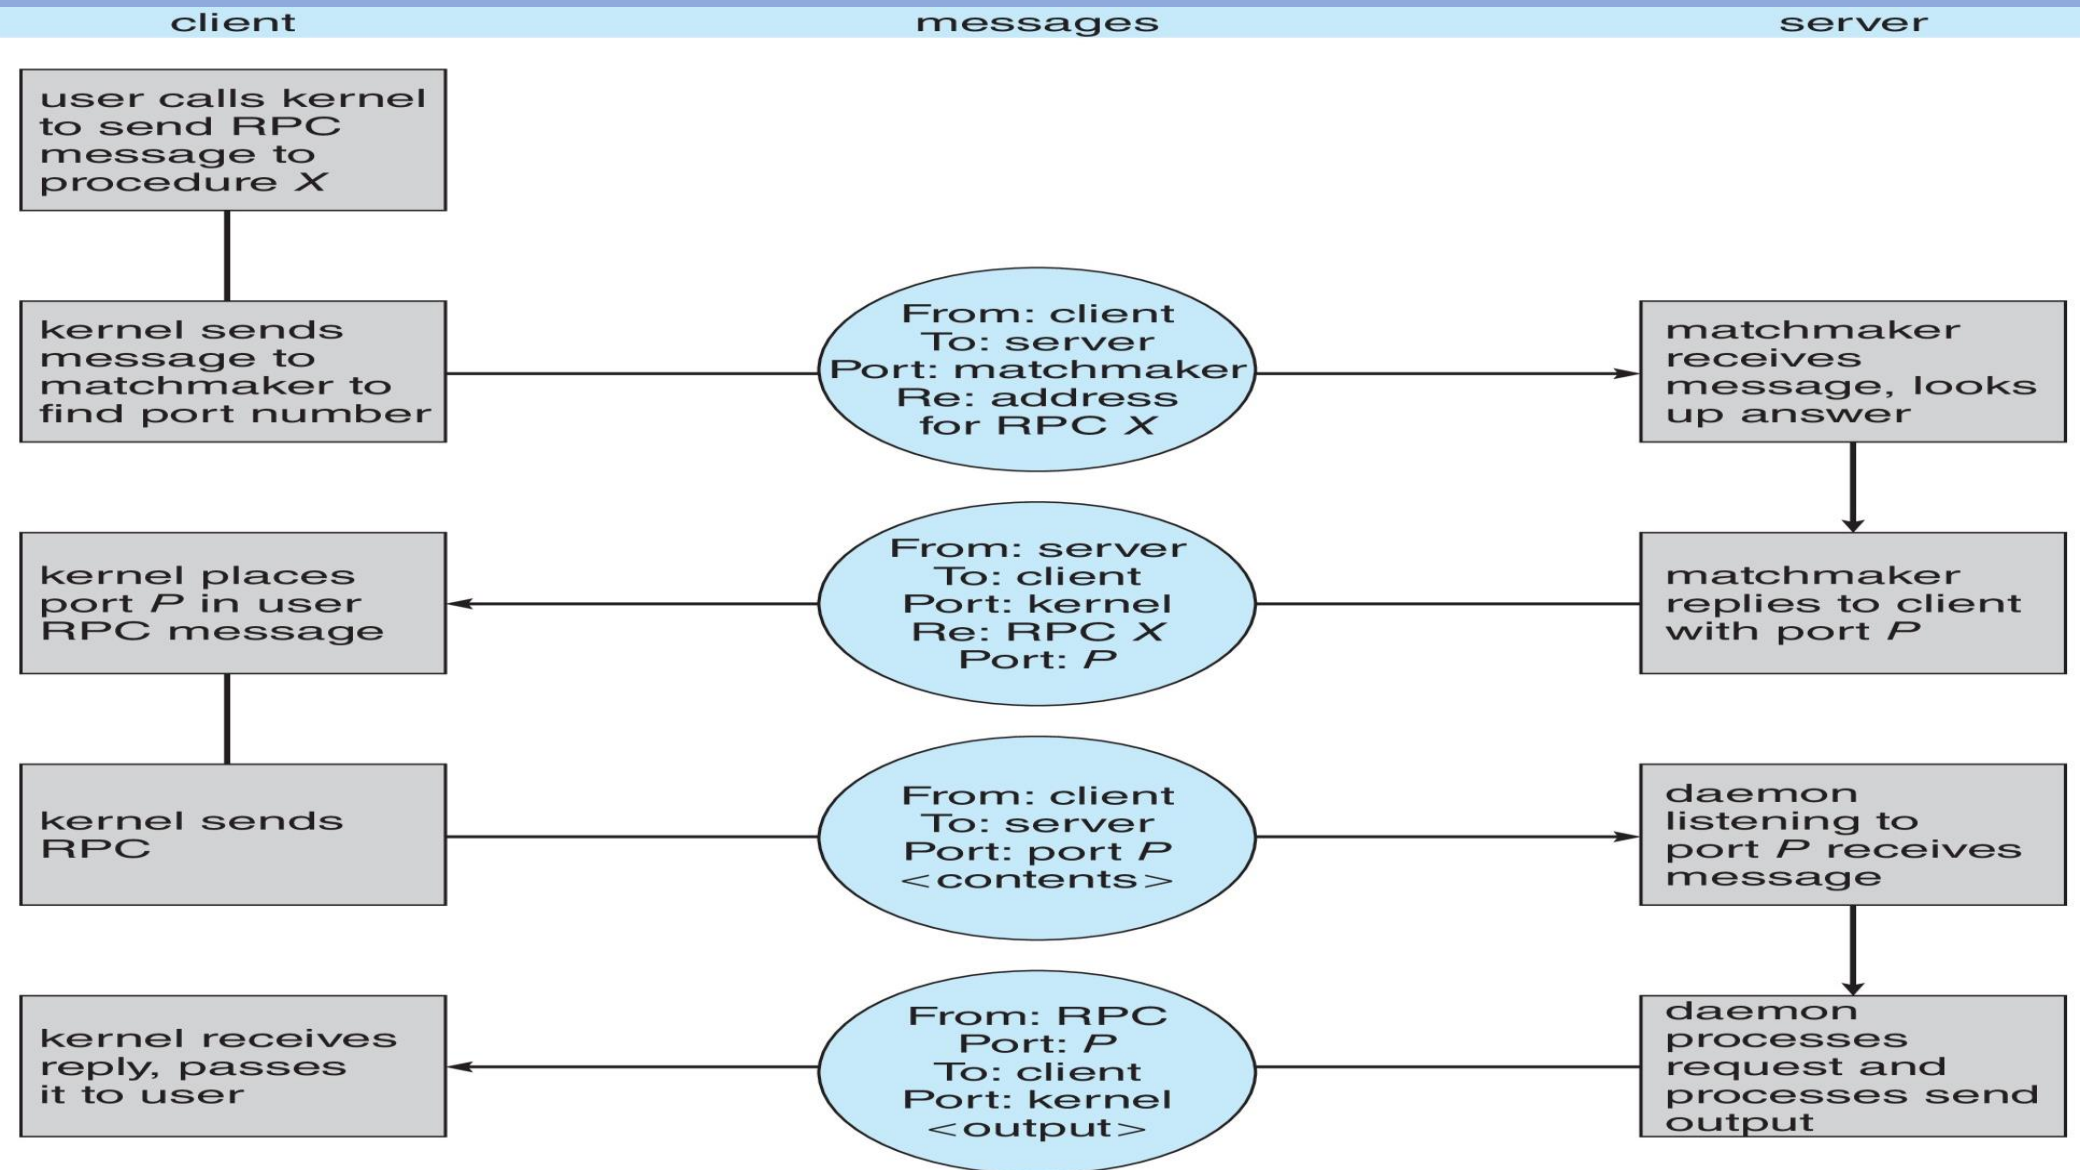 client
messages
server
user calls kernel
to send RPC
message to
procedure X
kernel sends
message to
matchmaker to
find port number
From: client
To: server
Port: matchmaker
Re: address
for RPC X
matchmaker
receives
message, looks
up answer
kernel places
port P in user
RPC message
From: server
To: client
Port: kernel
Re: RPC X
Port: P
matchmaker
replies to client
with port P
kernel sends
RPC
From: client
To: server
Port: port P
<contents>
daemon
listening to
port P receives
message
kernel receives
reply, passes
it to user
From: RPC
Port: P
To: client
Port: kernel
<output>
daemon
processes
request and
processes send
output